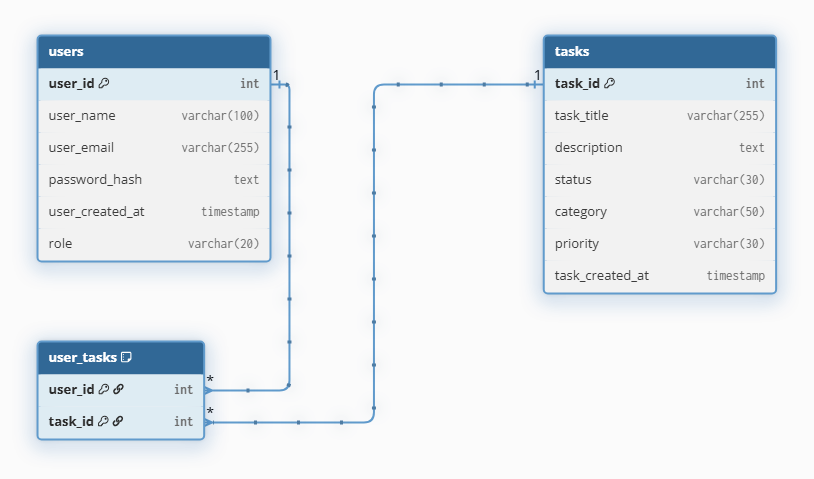 users
user_id int
user_name varchar(100)
user_email varchar(255)
password_hash text
user_created_at timestamp
role varchar(20)
1
1
tasks
task_id int
task_title varchar(255)
description text
status varchar(30)
category varchar(50)
priority varchar(30)
task_created_at timestamp
user_tasks
user_id int
task_id int
*
*